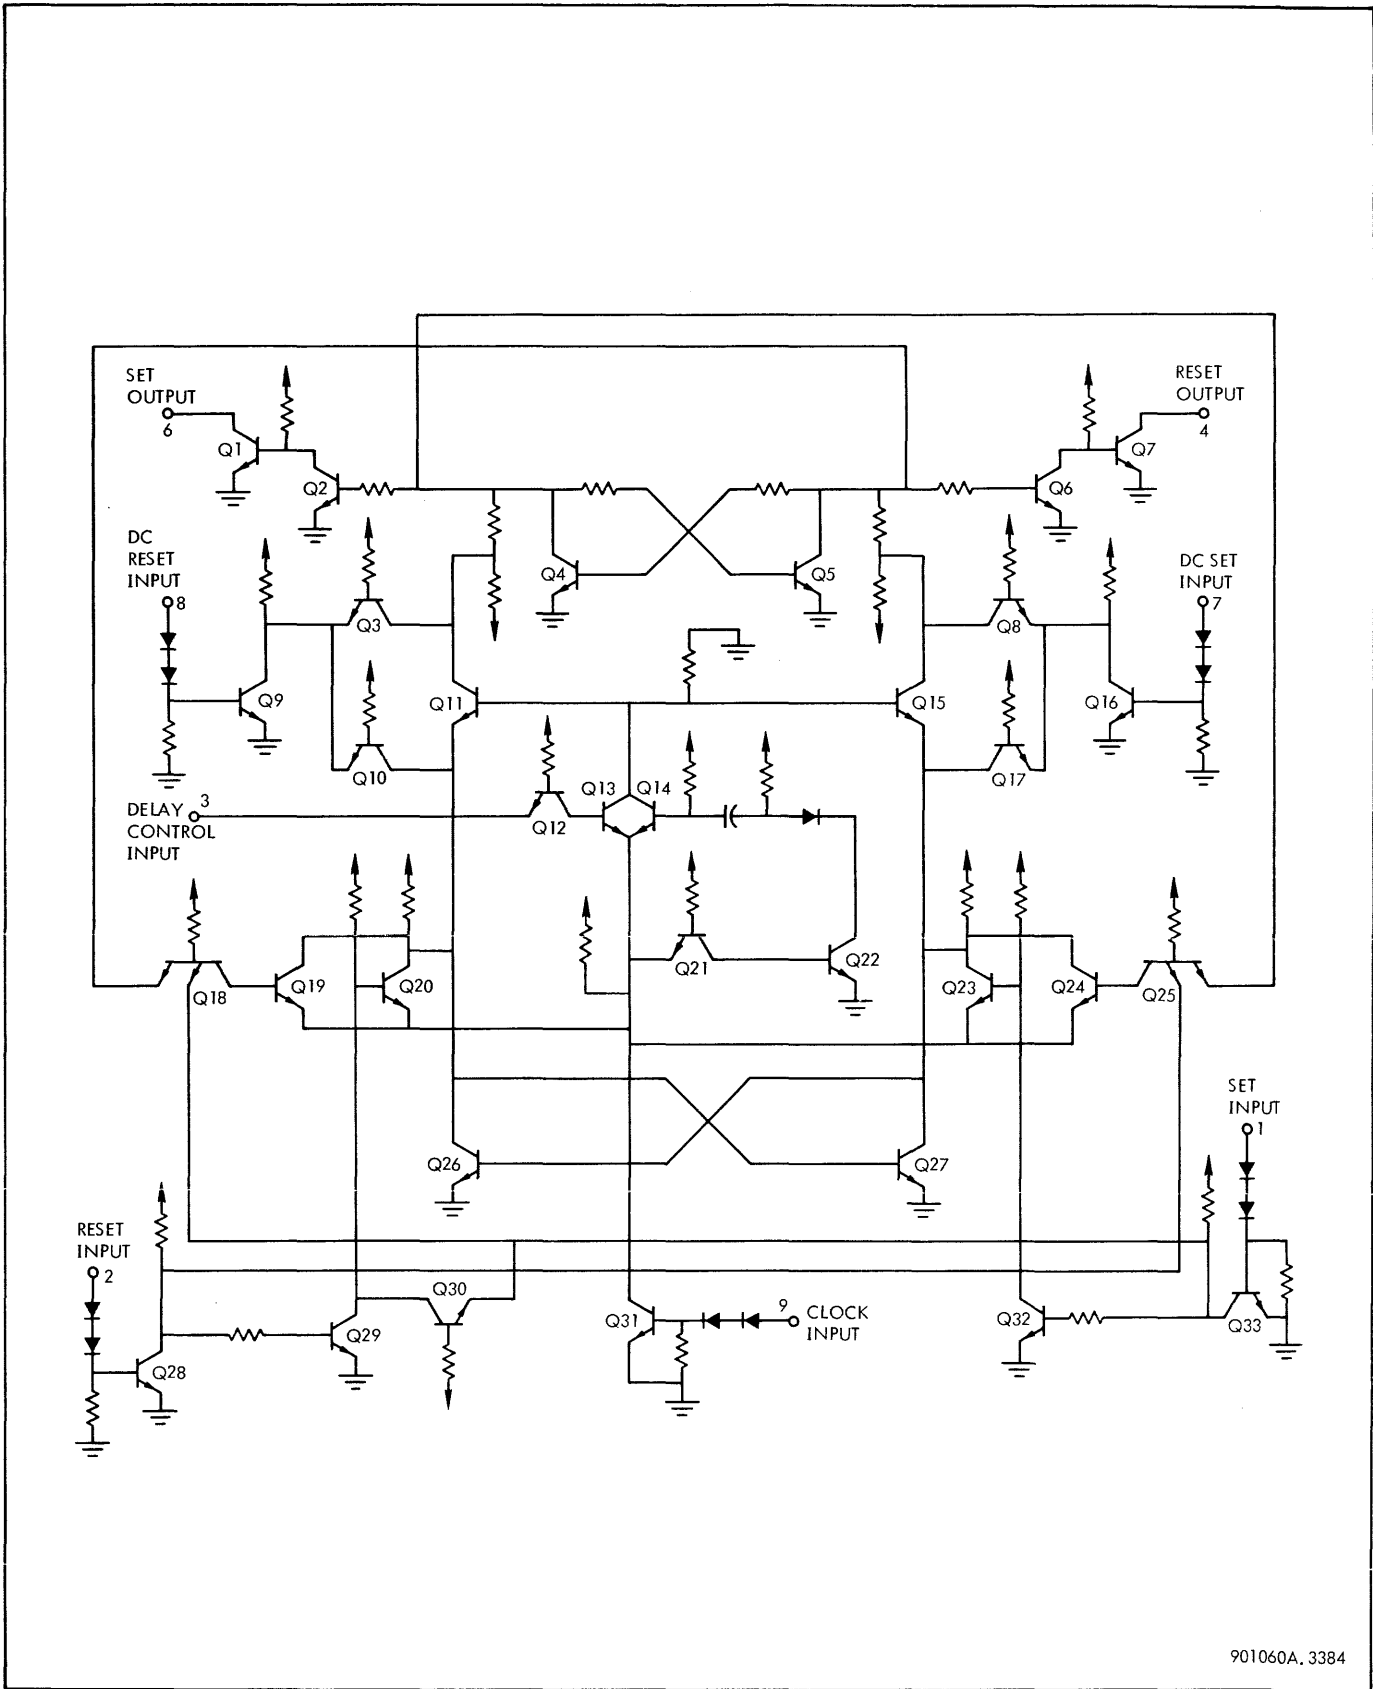 SET
OUTPUT
6
RESET
OUTPUT
4
Q1
Q2
Q7
Q6
DC
RESET
INPUT
8
Q3
Q4
Q5
Q8
DC SET
INPUT
7
Q9
Q10
Q11
Q15
Q16
Q17
DELAY
CONTROL
INPUT
3
Q12
Q13
Q14
Q18
Q19
Q20
Q21
Q22
Q23
Q24
Q25
Q26
Q27
SET
INPUT
1
RESET
INPUT
2
Q28
Q29
Q30
Q31
9
CLOCK
INPUT
Q32
Q33
901060A.3384